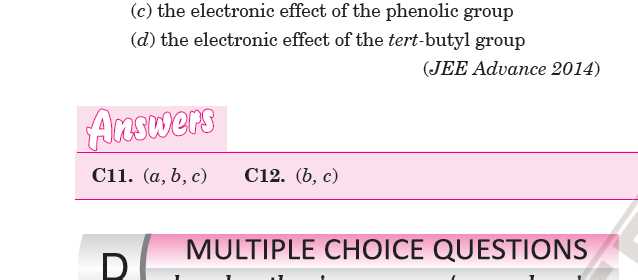 (c) the electronic effect of the phenolic group
(d) the electronic effect of the tert-butyl group
(JEE Advance 2014)
Answers
C11. (a, b, c) C12. (b, c)
D
MULTIPLE CHOICE QUESTIONS